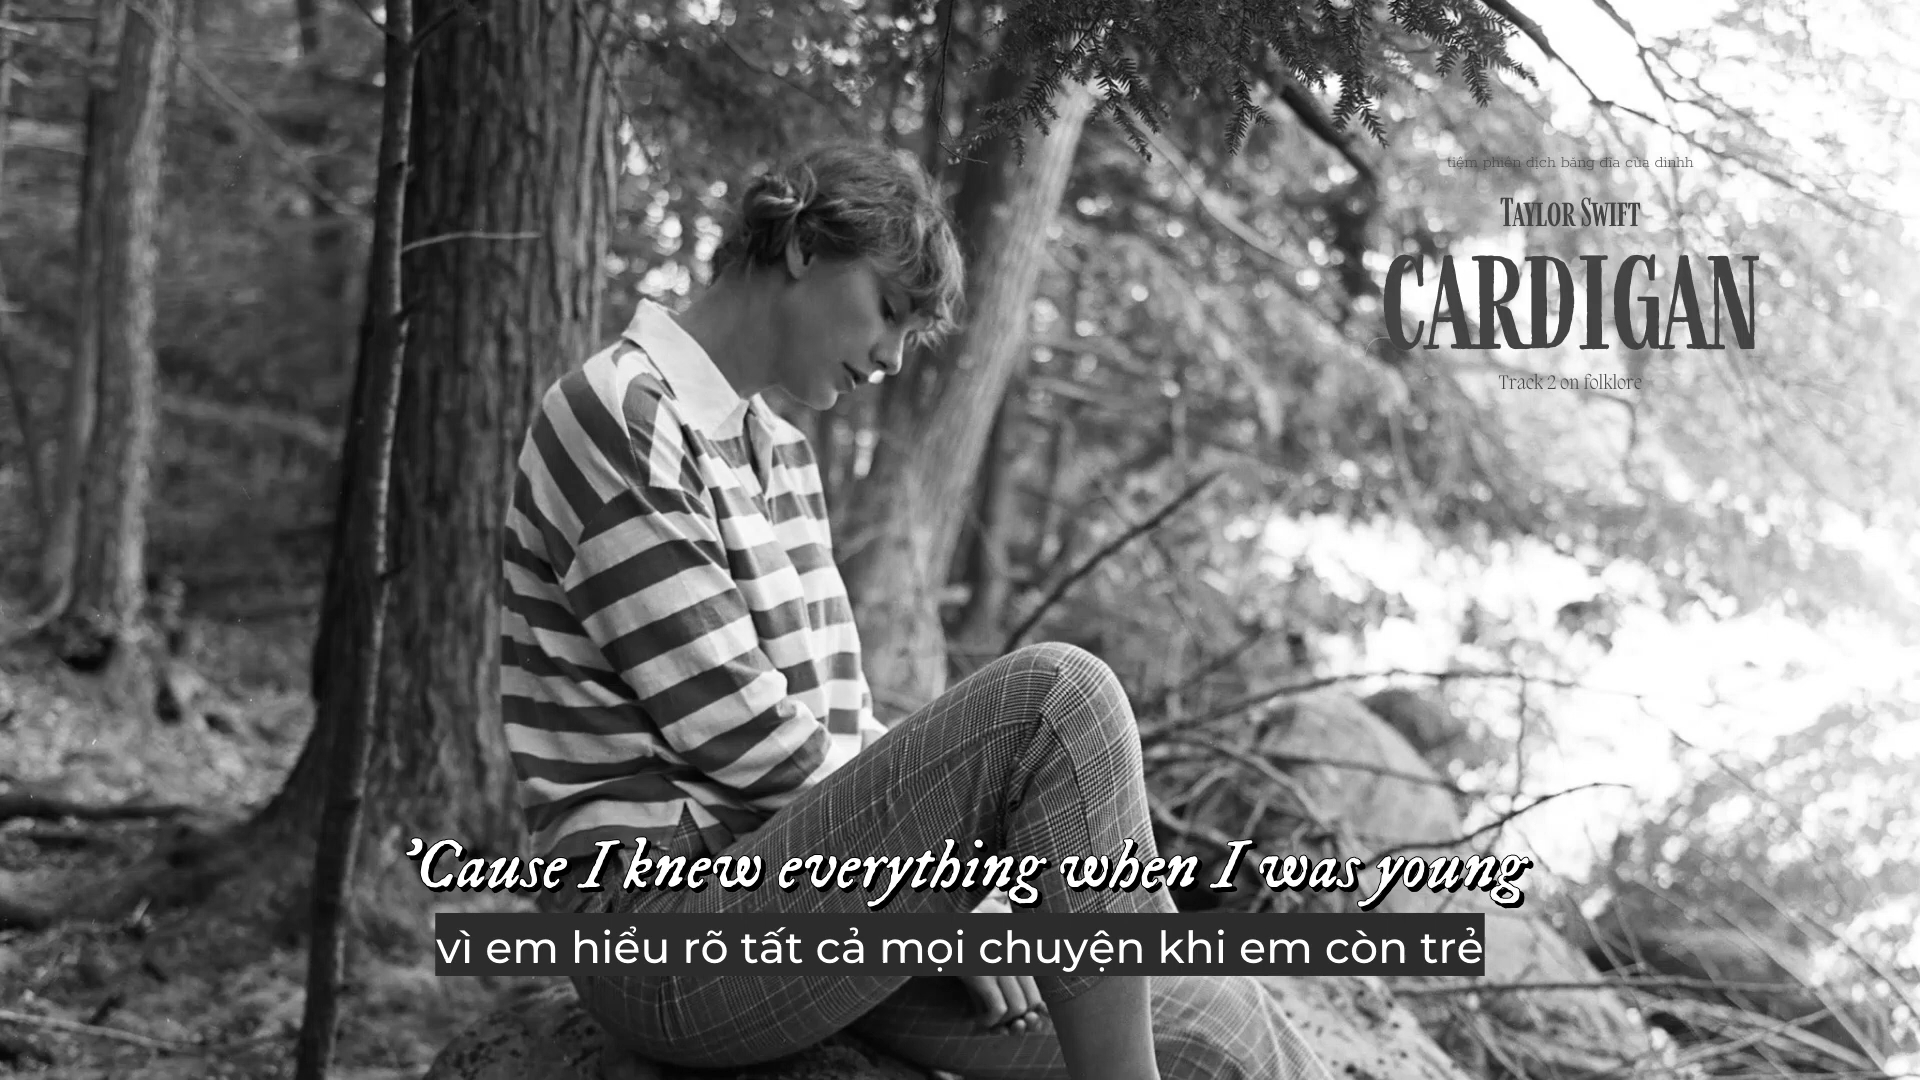 tiệm phiên dịch băng đĩa của dinhh
TAYLOR SWIFT
CARDIGAN
Track 2 on folklore
’Cause I knew everything when I was young
vì em hiểu rõ tất cả mọi chuyện khi em còn trẻ